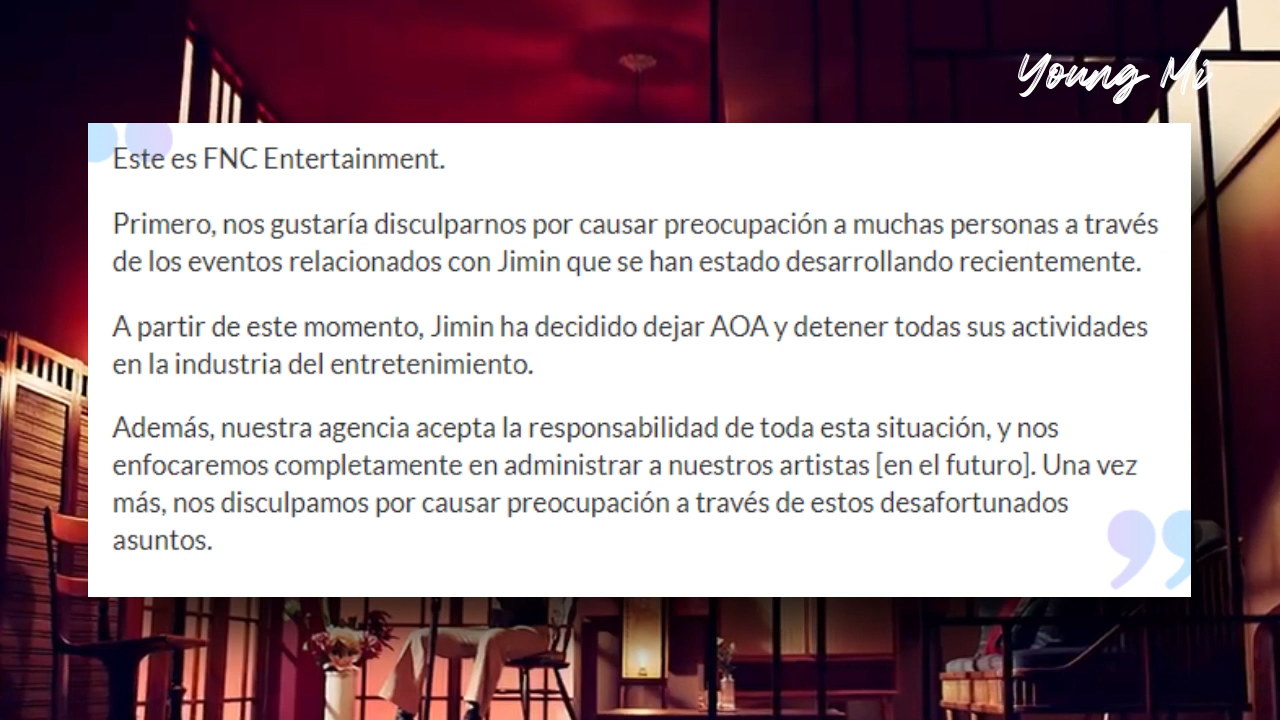 Young Mi
Este es FNC Entertainment.
Primero, nos gustaría disculparnos por causar preocupación a muchas personas a través
de los eventos relacionados con Jimin que se han estado desarrollando recientemente.
A partir de este momento, Jimin ha decidido dejar AOA y detener todas sus actividades
en la industria del entretenimiento.
Además, nuestra agencia acepta la responsabilidad de toda esta situación, y nos
enfocaremos completamente en administrar a nuestros artistas [en el futuro]. Una vez
más, nos disculpamos por causar preocupación a través de estos desafortunados
asuntos.